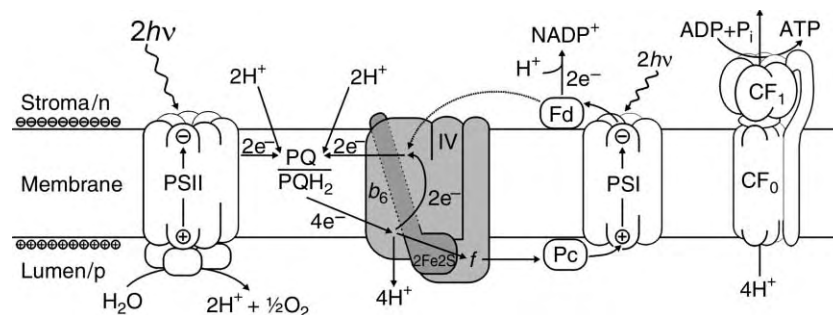 2hν
2H⁺
2H⁺
NADP⁺
H⁺
2e⁻
2hν
ADP+Pᵢ
ATP
Stroma/n
⊖⊖⊖⊖⊖⊖⊖⊖⊖⊖
Fd
CF₁
IV
2e⁻
PQ
2e⁻
Membrane
PSII
PQH₂
b₆
2e⁻
PSI
CF₀
4e⁻
⊕⊕⊕⊕⊕⊕⊕⊕⊕⊕
Lumen/p
2Fe2S
f
Pc
H₂O
2H⁺ + ½O₂
4H⁺
4H⁺